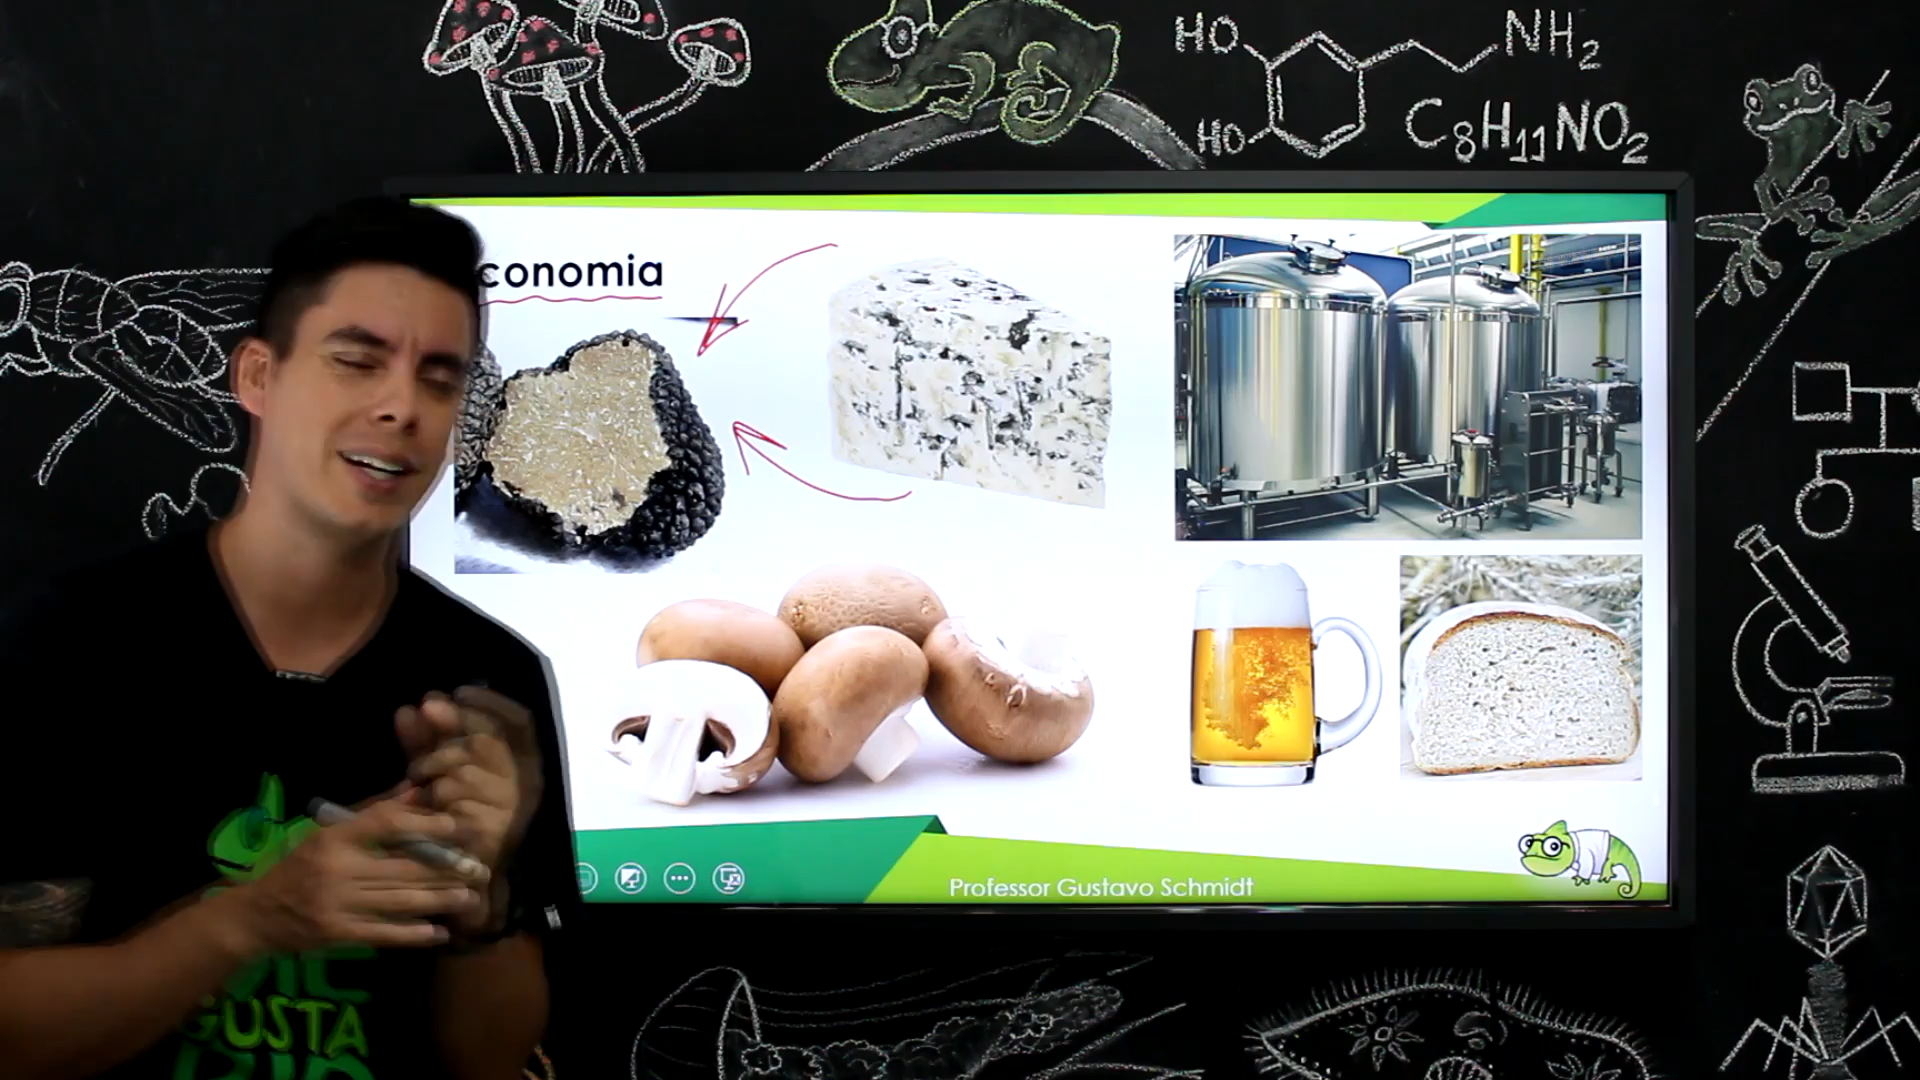 HO
NH2
HO
C8H11NO2
conomia
Professor Gustavo Schmidt
GUSTA